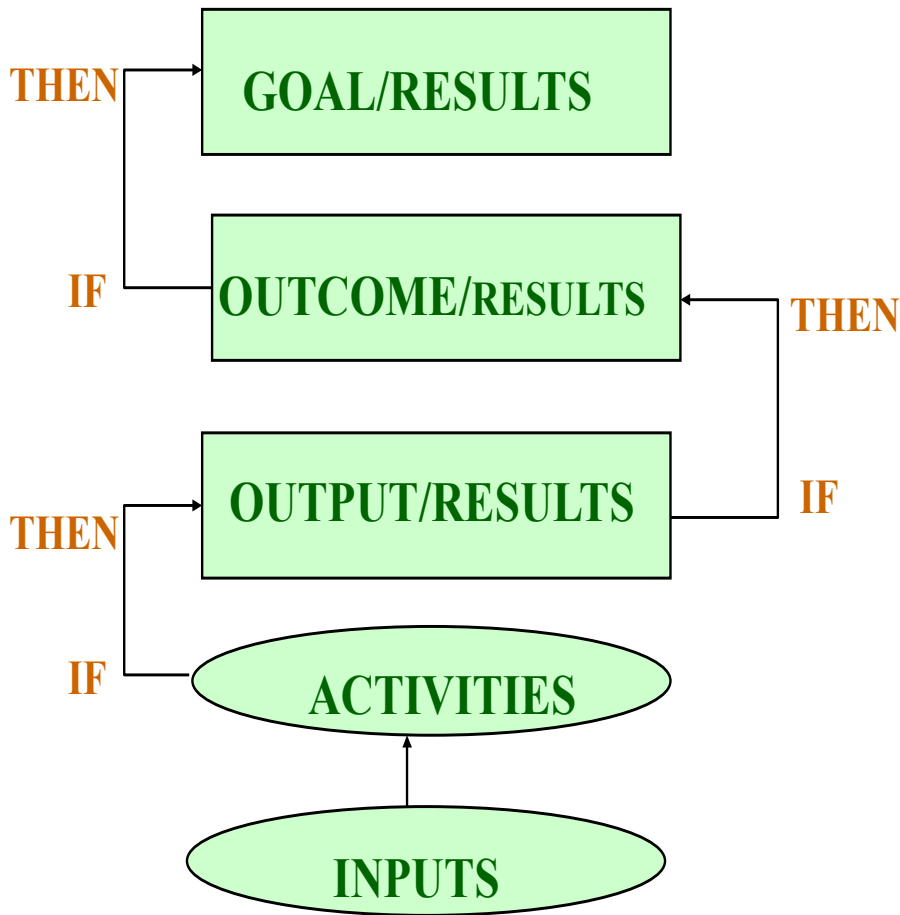 THEN
GOAL/RESULTS
IF
OUTCOME/RESULTS
THEN
THEN
OUTPUT/RESULTS
IF
IF
ACTIVITIES
INPUTS